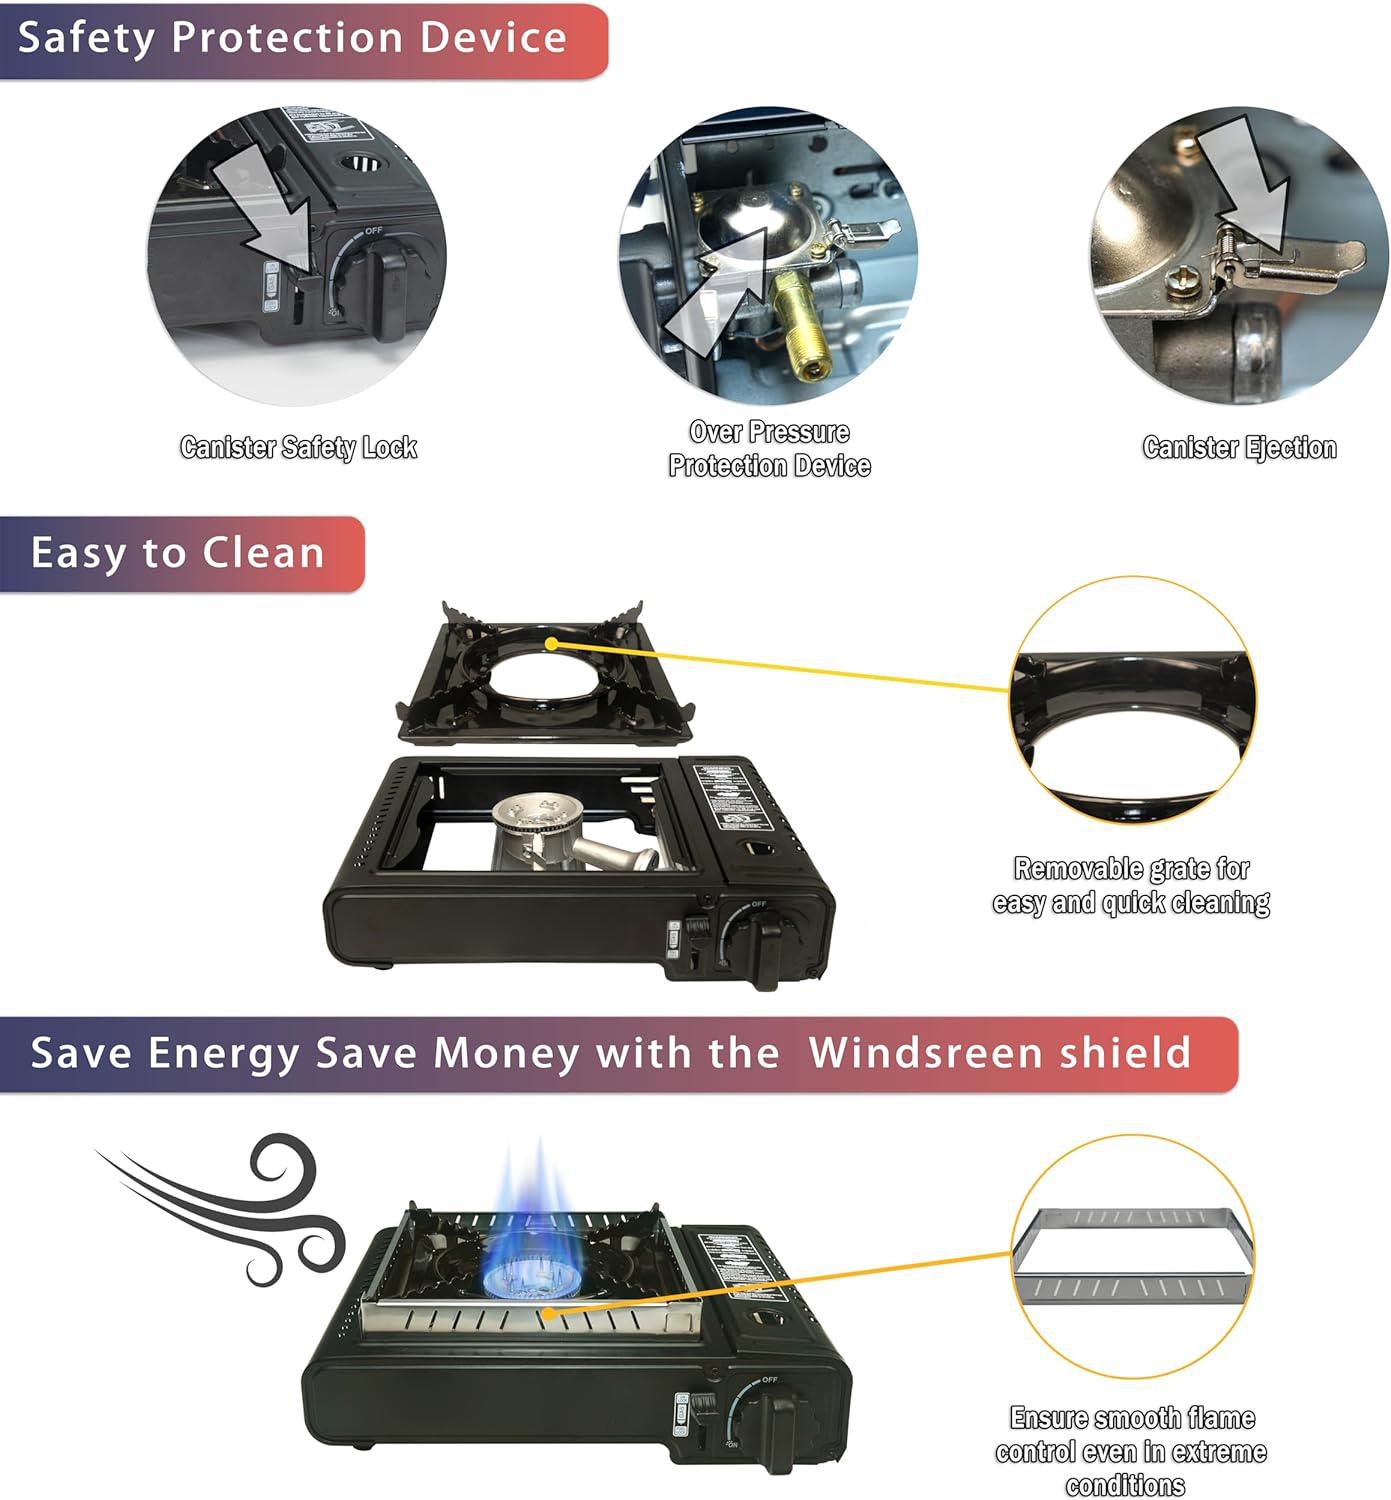 Safety Protection Device
OFF
GAS
Canister Safety Lock
Over Pressure
Protection Device
Canister Ejection
Easy to Clean
Removable grate for
easy and quick cleaning
OFF
Save Energy Save Money with the Windsreen shield
OFF
ON
Ensure smooth flame
control even in extreme
conditions